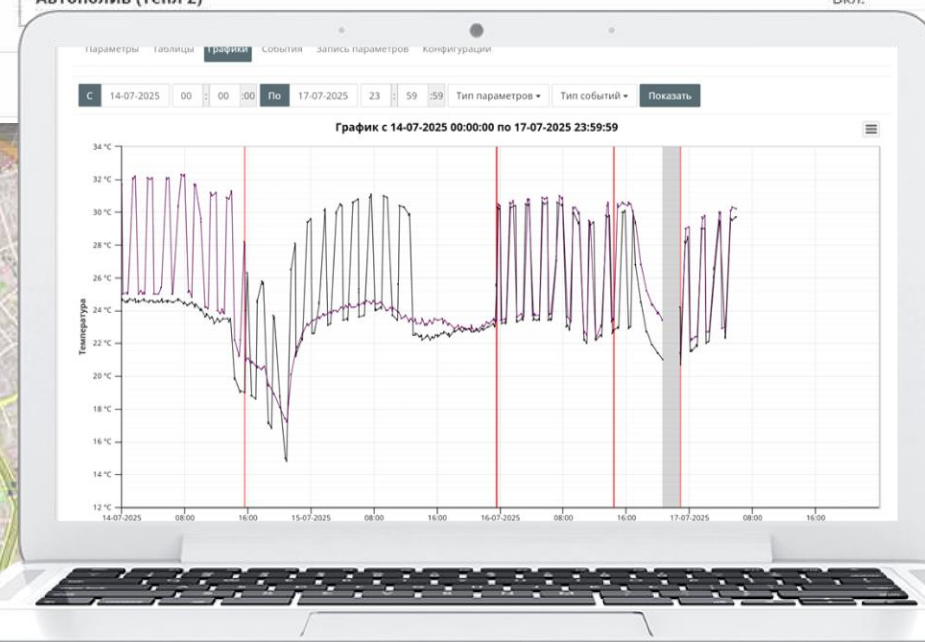 Автополив (Тепл 2)
Вкл.
Параметры Таблицы Графики События Запись параметров Конфигурации
С 14-07-2025 00 : 00 :00 По 17-07-2025 23 : 59 :59 Тип параметров Тип событий Показать
График с 14-07-2025 00:00:00 по 17-07-2025 23:59:59
34 °C
32 °C
30 °C
28 °C
26 °C
24 °C
22 °C
20 °C
18 °C
16 °C
14 °C
12 °C
Температура
14-07-2025 08:00 16:00 15-07-2025 08:00 16:00 16-07-2025 08:00 16:00 17-07-2025 08:00 16:00